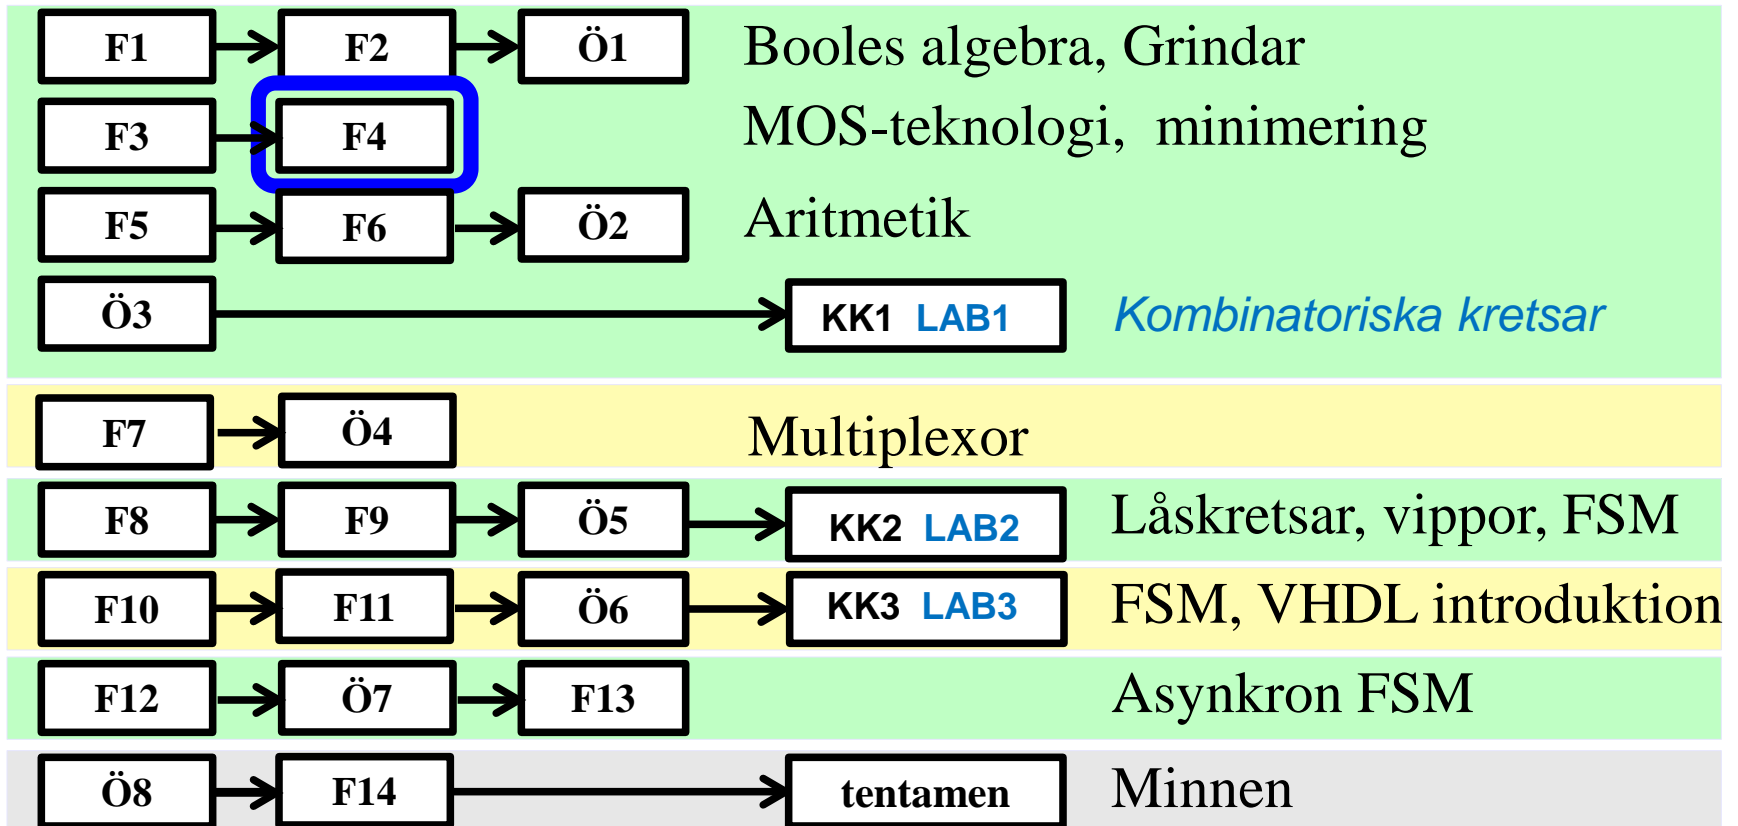 F1 F2 Ö1 Booles algebra, Grindar
F3 F4 MOS-teknologi, minimering
F5 F6 Ö2 Aritmetik
Ö3 KK1 LAB1 Kombinatoriska kretsar
F7 Ö4 Multiplexor
F8 F9 Ö5 KK2 LAB2 Låskretsar, vippor, FSM
F10 F11 Ö6 KK3 LAB3 FSM, VHDL introduktion
F12 Ö7 F13 Asynkron FSM
Ö8 F14 tentamen Minnen